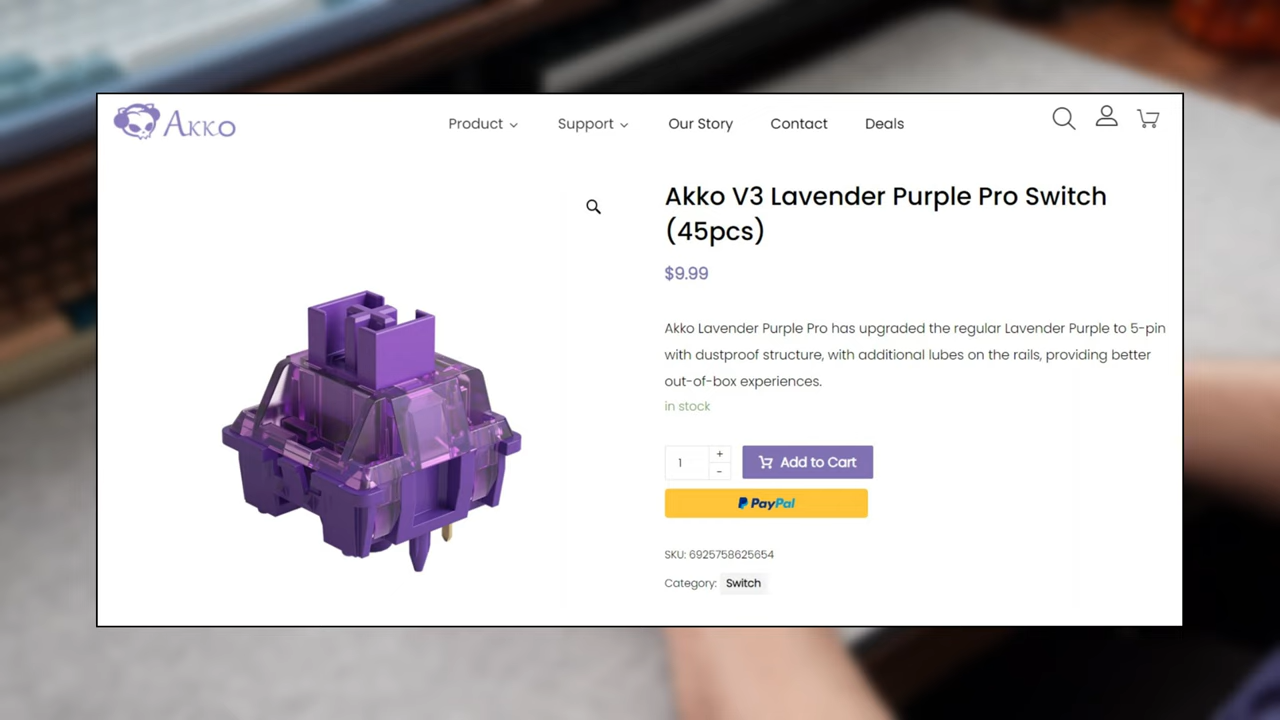 AKKO
Product
Support
Our Story
Contact
Deals
Akko V3 Lavender Purple Pro Switch
(45pcs)
$9.99
Akko Lavender Purple Pro has upgraded the regular Lavender Purple to 5-pin
with dustproof structure, with additional lubes on the rails, providing better
out-of-box experiences.
in stock
1
+
-
Add to Cart
PayPal
SKU: 6925758625654
Category: Switch